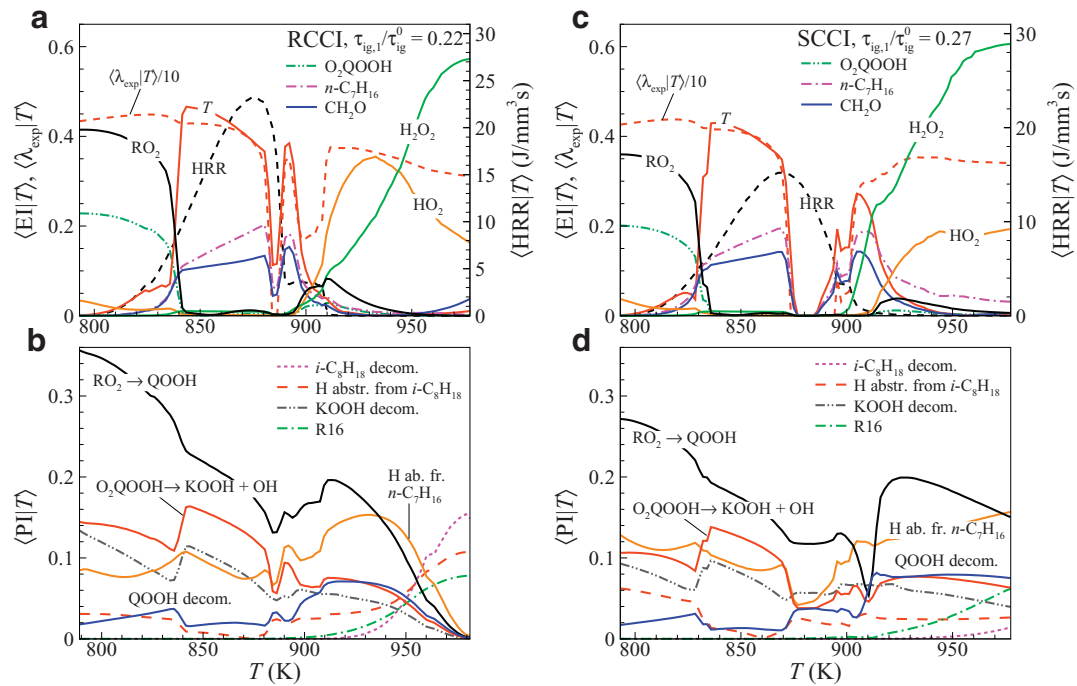 a
RCCI, τ_ig,1/τ⁰_ig = 0.22
O₂QOOH
n-C₇H₁₆
CH₂O
⟨λ_exp|T⟩/10
T
RO₂
HRR
H₂O₂
HO₂
0.6
0.4
0.2
0
⟨EI|T⟩, ⟨λ_exp|T⟩
30
25
20
15
10
5
0
⟨HRR|T⟩ (J/mm³s)
800
850
900
950
c
SCCI, τ_ig,1/τ⁰_ig = 0.27
O₂QOOH
n-C₇H₁₆
CH₂O
⟨λ_exp|T⟩/10
T
RO₂
HRR
H₂O₂
HO₂
0.6
0.4
0.2
0
⟨EI|T⟩, ⟨λ_exp|T⟩
30
25
20
15
10
5
0
⟨HRR|T⟩ (J/mm³s)
800
850
900
950
b
i-C₈H₁₈ decom.
H abstr. from i-C₈H₁₈
KOOH decom.
R16
RO₂ → QOOH
O₂QOOH → KOOH + OH
H ab. fr.
n-C₇H₁₆
QOOH decom.
0.3
0.2
0.1
0
⟨PI|T⟩
800
850
900
950
T (K)
d
i-C₈H₁₈ decom.
H abstr. from i-C₈H₁₈
KOOH decom.
R16
RO₂ → QOOH
O₂QOOH → KOOH + OH
H ab. fr. n-C₇H₁₆
QOOH decom.
0.3
0.2
0.1
0
⟨PI|T⟩
800
850
900
950
T (K)